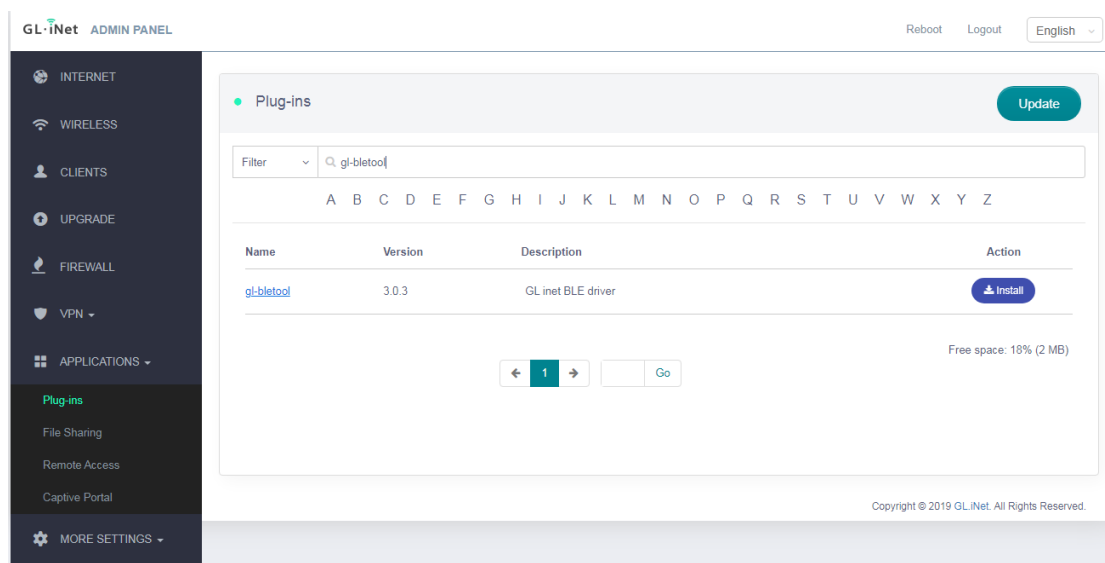 GL·iNet ADMIN PANEL
Reboot Logout English
INTERNET
WIRELESS
CLIENTS
UPGRADE
FIREWALL
VPN
APPLICATIONS
Plug-ins
File Sharing
Remote Access
Captive Portal
MORE SETTINGS
Plug-ins
Update
Filter gl-bletool
A B C D E F G H I J K L M N O P Q R S T U V W X Y Z
Name Version Description Action
gl-bletool 3.0.3 GL inet BLE driver Install
Free space: 18% (2 MB)
1 Go
Copyright © 2019 GL.iNet. All Rights Reserved.